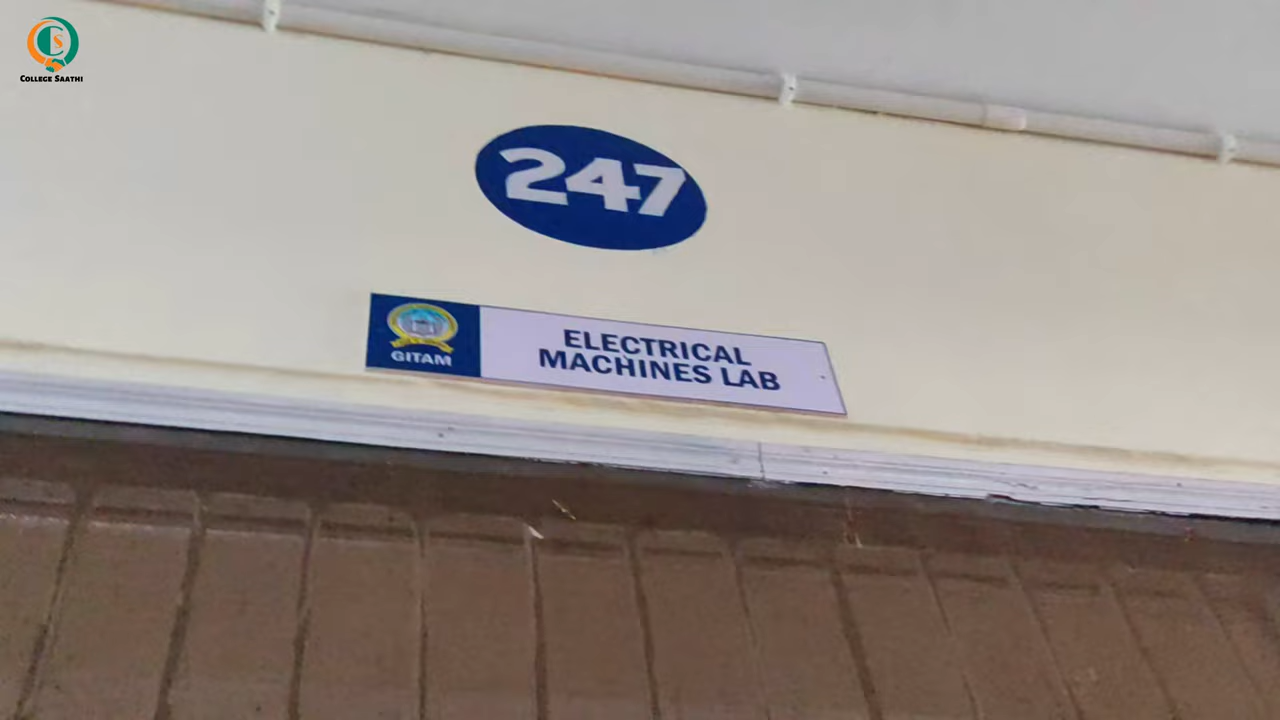 COLLEGE SAATHI
247
GITAM
ELECTRICAL
MACHINES LAB